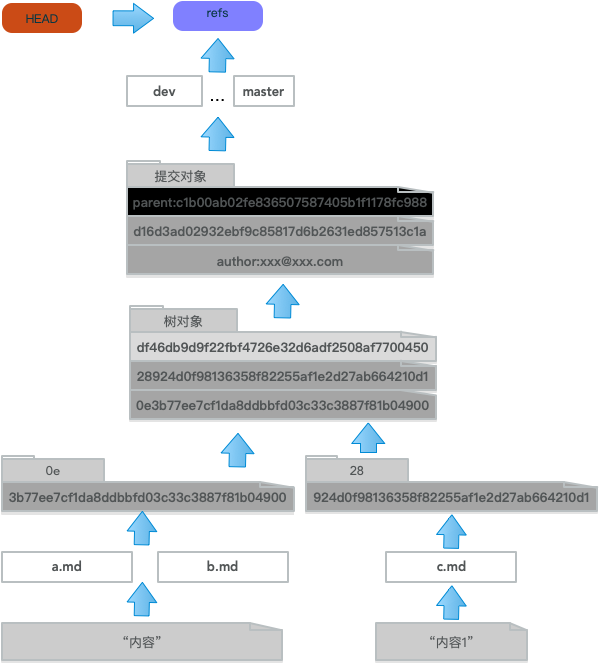 HEAD
refs
dev
...
master
提交对象
parent:c1b00ab02fe836507587405b1f1178fc988
d16d3ad02932ebf9c85817d6b2631ed857513c1a
author:xxx@xxx.com
树对象
df46db9d9f22fbf4726e32d6adf2508af7700450
28924d0f98136358f82255af1e2d27ab664210d1
0e3b77ee7cf1da8ddbbfd03c33c3887f81b04900
0e
28
3b77ee7cf1da8ddbbfd03c33c3887f81b04900
924d0f98136358f82255af1e2d27ab664210d1
a.md
b.md
c.md
“内容”
“内容1”